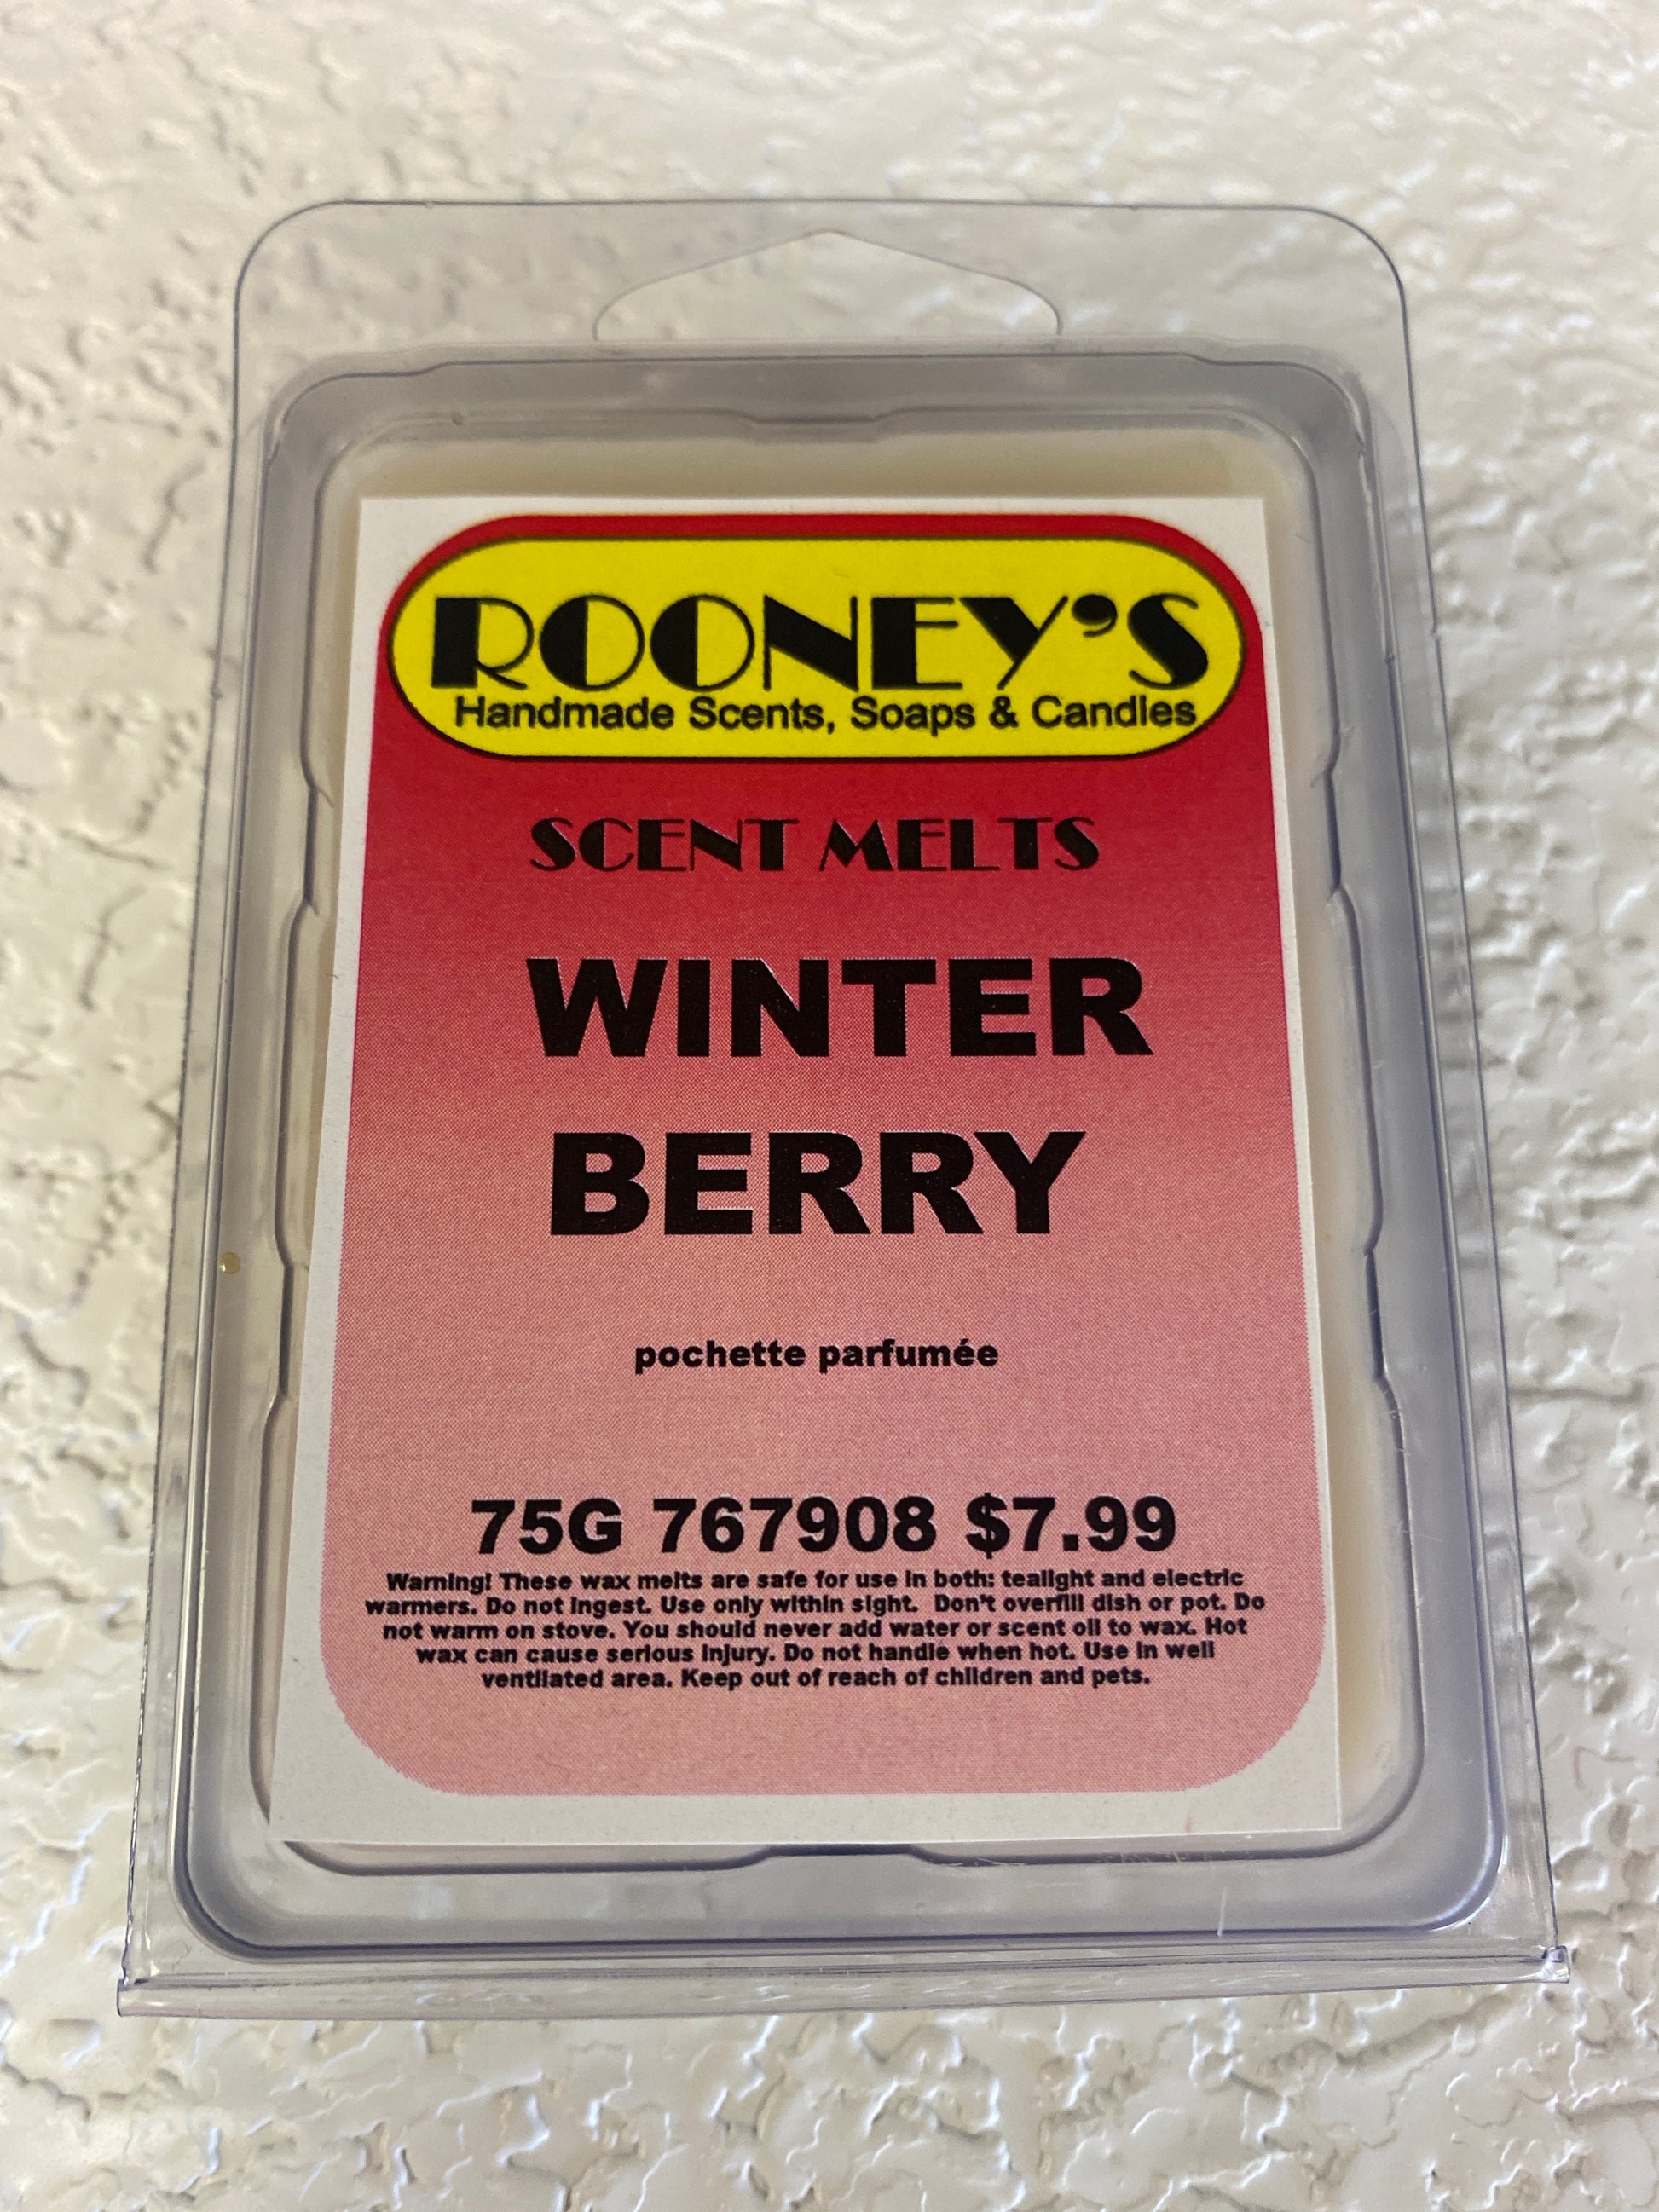 ROONEY'S
Handmade Scents, Soaps & Candles
SCENT MELTS
WINTER
BERRY
pochette parfumée
75G 767908 $7.99
Warning! These wax melts are safe for use in both: tealight and electric
warmers. Do not ingest. Use only within sight. Don't overfill dish or pot. Do
not warm on stove. You should never add water or scent oil to wax. Hot
wax can cause serious injury. Do not handle when hot. Use in well
ventilated area. Keep out of reach of children and pets.